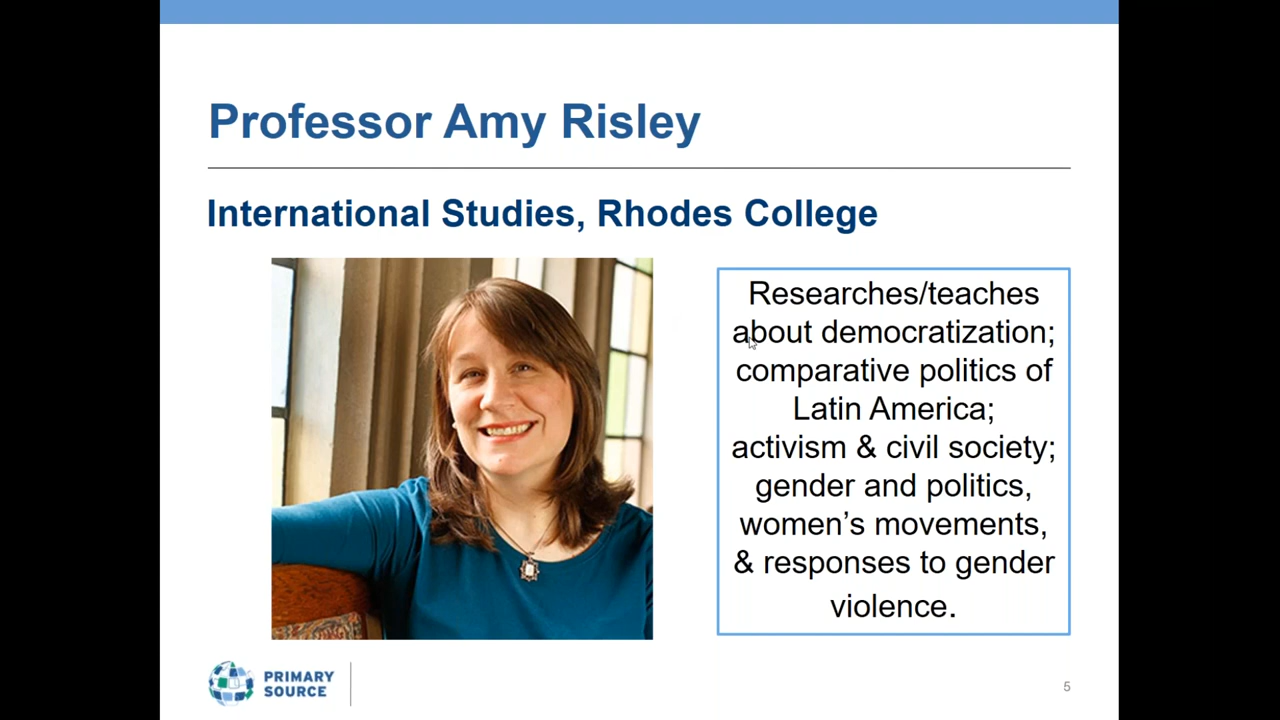 Professor Amy Risley
International Studies, Rhodes College
Researches/teaches
about democratization;
comparative politics of
Latin America;
activism & civil society;
gender and politics,
women’s movements,
& responses to gender
violence.
PRIMARY
SOURCE
5